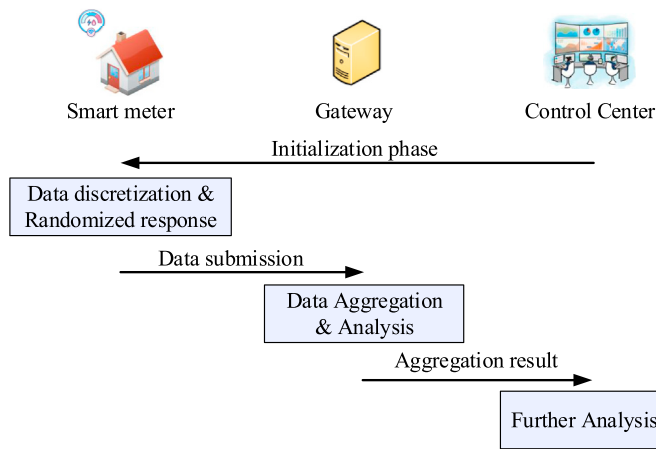 Smart meter
Gateway
Control Center
Initialization phase
Data discretization &
Randomized response
Data submission
Data Aggregation
& Analysis
Aggregation result
Further Analysis